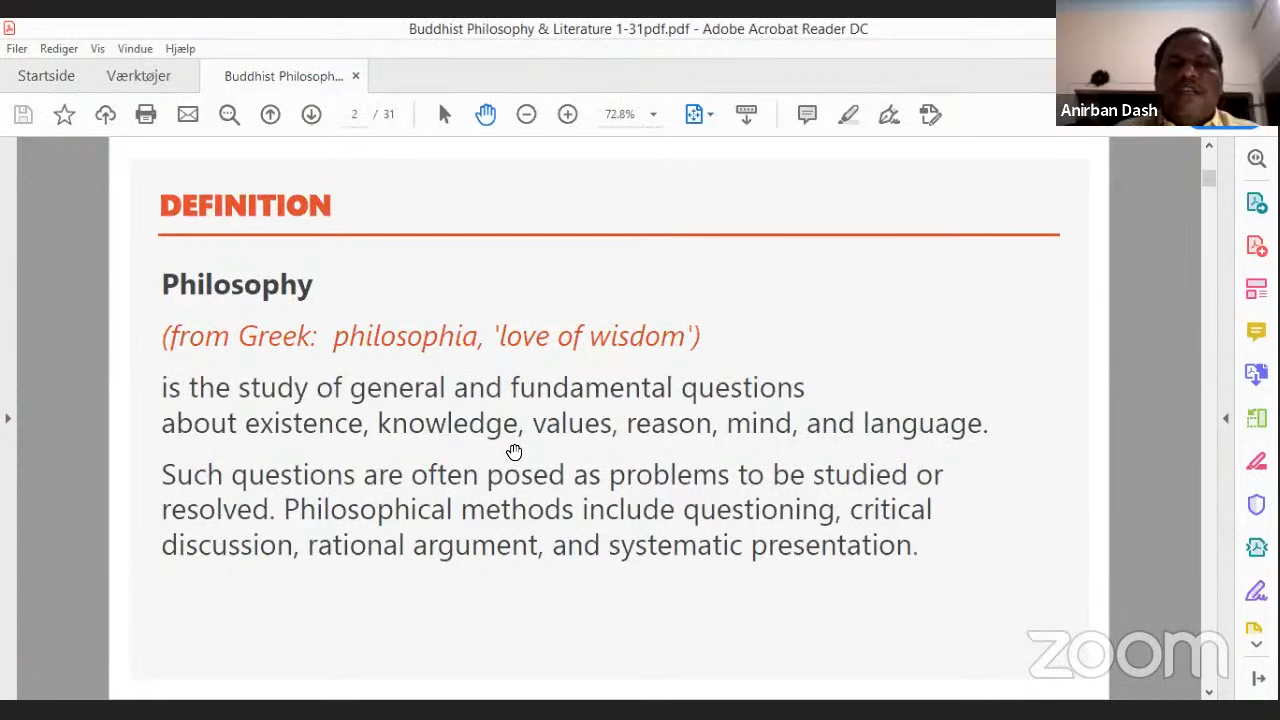 Buddhist Philosophy & Literature 1-31pdf.pdf - Adobe Acrobat Reader DC
Filer Rediger Vis Vindue Hjælp
Startside Værktøjer Buddhist Philosoph... ×
2 / 31 72.8%
Anirban Dash
DEFINITION
Philosophy
(from Greek: philosophia, 'love of wisdom')
is the study of general and fundamental questions
about existence, knowledge, values, reason, mind, and language.
Such questions are often posed as problems to be studied or
resolved. Philosophical methods include questioning, critical
discussion, rational argument, and systematic presentation.
zoom